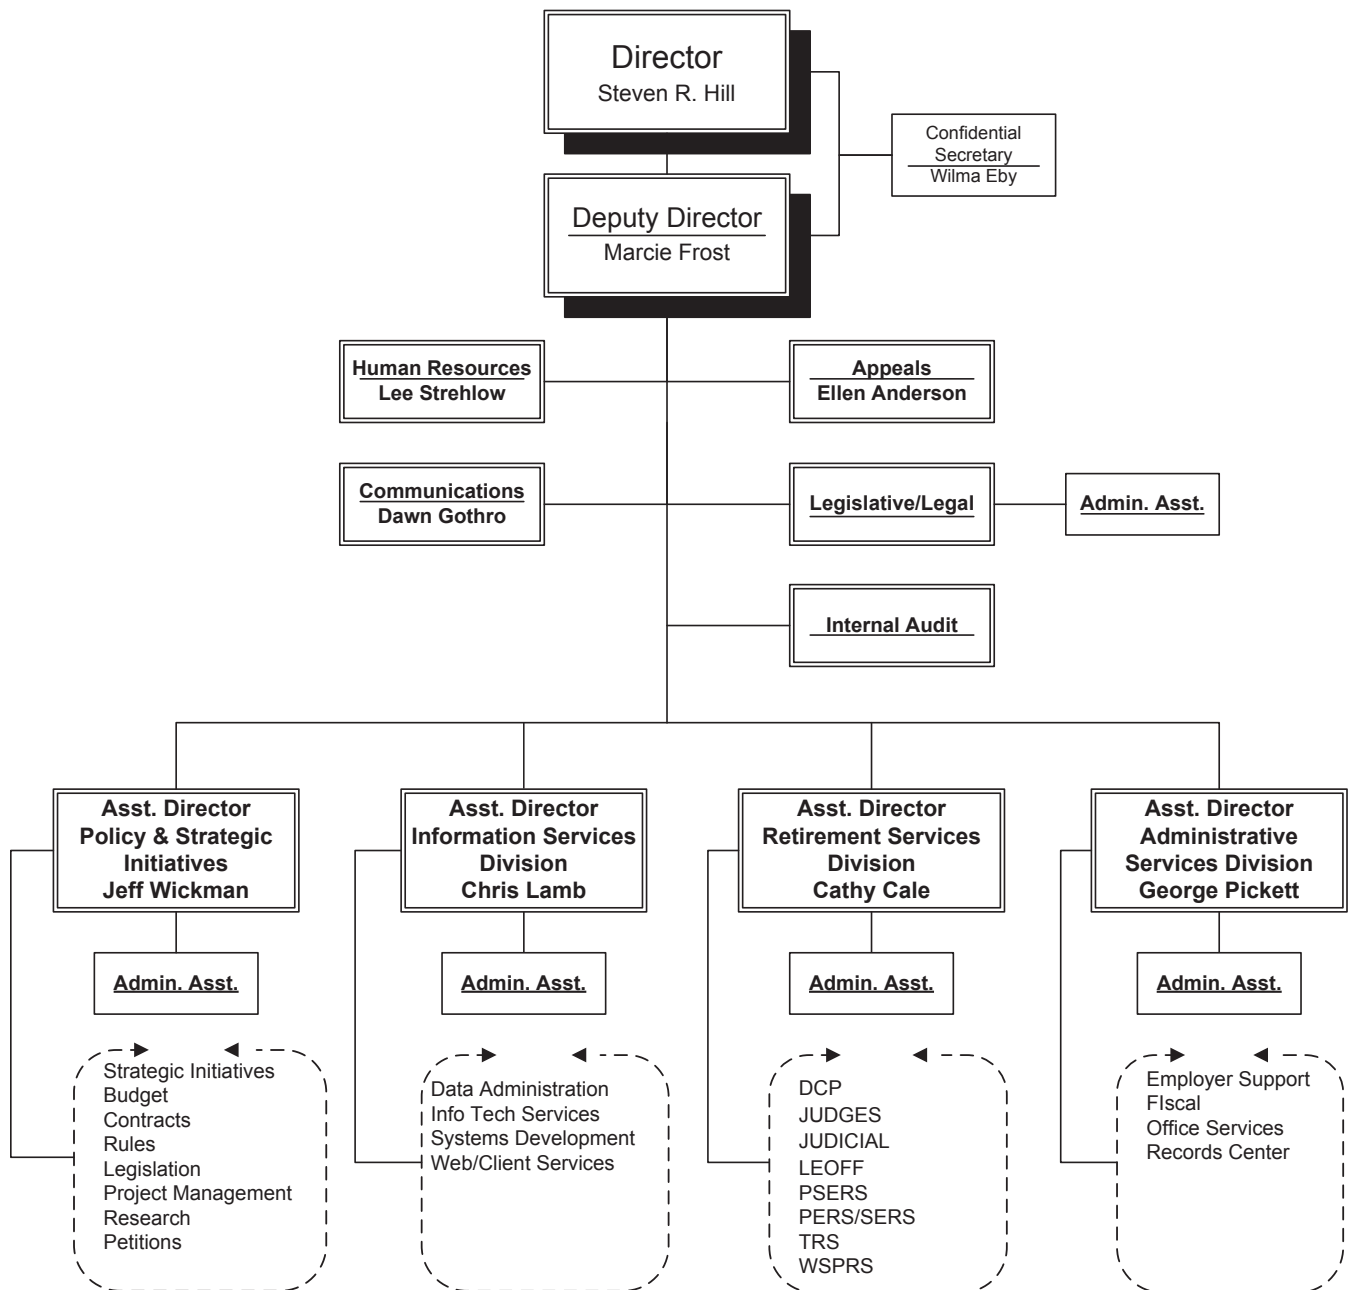 Director
Steven R. Hill
Confidential
Secretary
Wilma Eby
Deputy Director
Marcie Frost
Human Resources
Lee Strehlow
Appeals
Ellen Anderson
Communications
Dawn Gothro
Legislative/Legal
Admin. Asst.
Internal Audit
Asst. Director
Policy & Strategic
Initiatives
Jeff Wickman
Asst. Director
Information Services
Division
Chris Lamb
Asst. Director
Retirement Services
Division
Cathy Cale
Asst. Director
Administrative
Services Division
George Pickett
Admin. Asst.
Admin. Asst.
Admin. Asst.
Admin. Asst.
Strategic Initiatives
Budget
Contracts
Rules
Legislation
Project Management
Research
Petitions
Data Administration
Info Tech Services
Systems Development
Web/Client Services
DCP
JUDGES
JUDICIAL
LEOFF
PSERS
PERS/SERS
TRS
WSPRS
Employer Support
FIscal
Office Services
Records Center